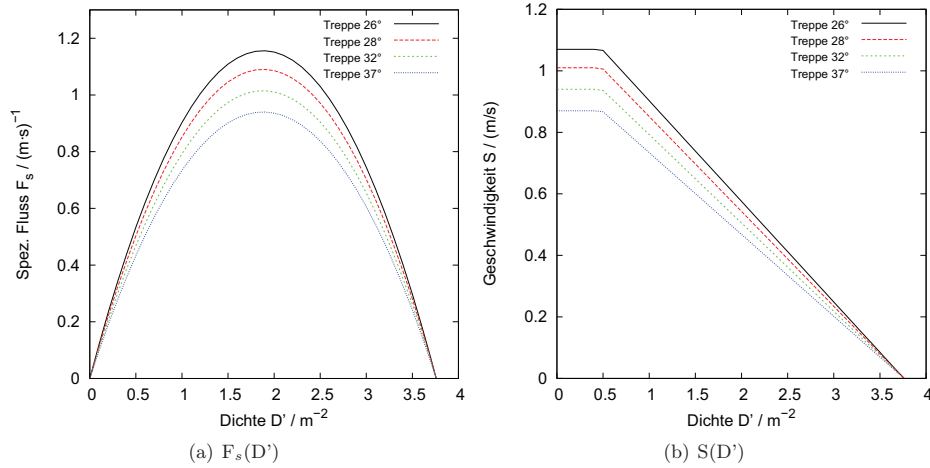 Treppe 26°
Treppe 28°
Treppe 32°
Treppe 37°
1.2
1
0.8
0.6
0.4
0.2
0
Spez. Fluss Fₛ / (m·s)⁻¹
0 0.5 1 1.5 2 2.5 3 3.5 4
Dichte D' / m⁻²
(a) Fₛ(D')
Treppe 26°
Treppe 28°
Treppe 32°
Treppe 37°
1.2
1
0.8
0.6
0.4
0.2
0
Geschwindigkeit S / (m/s)
0 0.5 1 1.5 2 2.5 3 3.5 4
Dichte D' / m⁻²
(b) S(D')